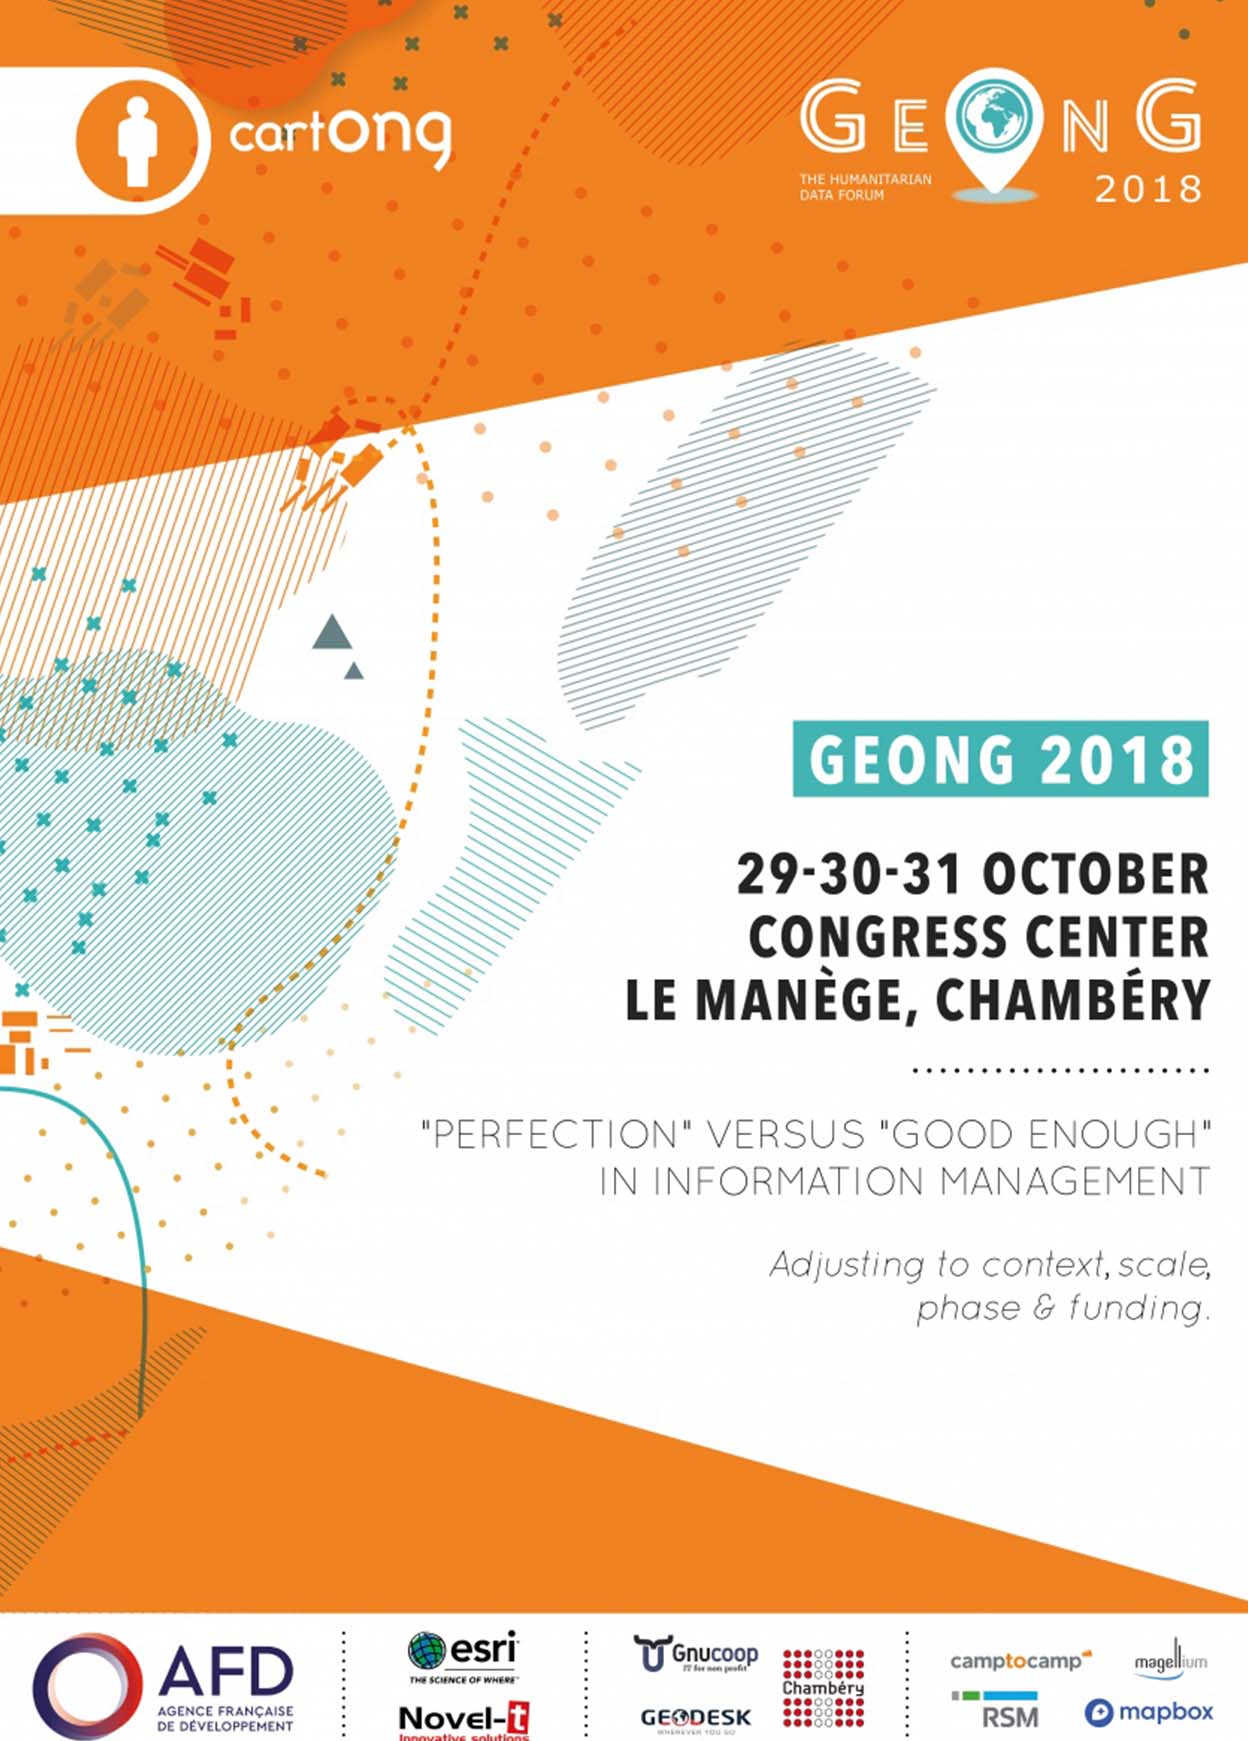 cartong
GEONG
THE HUMANITARIAN
DATA FORUM
2018
GEONG 2018
29-30-31 OCTOBER
CONGRESS CENTER
LE MANÈGE, CHAMBÉRY
"PERFECTION" VERSUS "GOOD ENOUGH"
IN INFORMATION MANAGEMENT
Adjusting to context, scale,
phase & funding.
AFD
AGENCE FRANÇAISE
DE DÉVELOPPEMENT
esri
THE SCIENCE OF WHERE™
Novel-t
Innovative solutions
Gnucoop
IT for non profit
GEODESK
WHEREVER YOU GO
Chambéry
camptocamp
RSM
magellium
mapbox